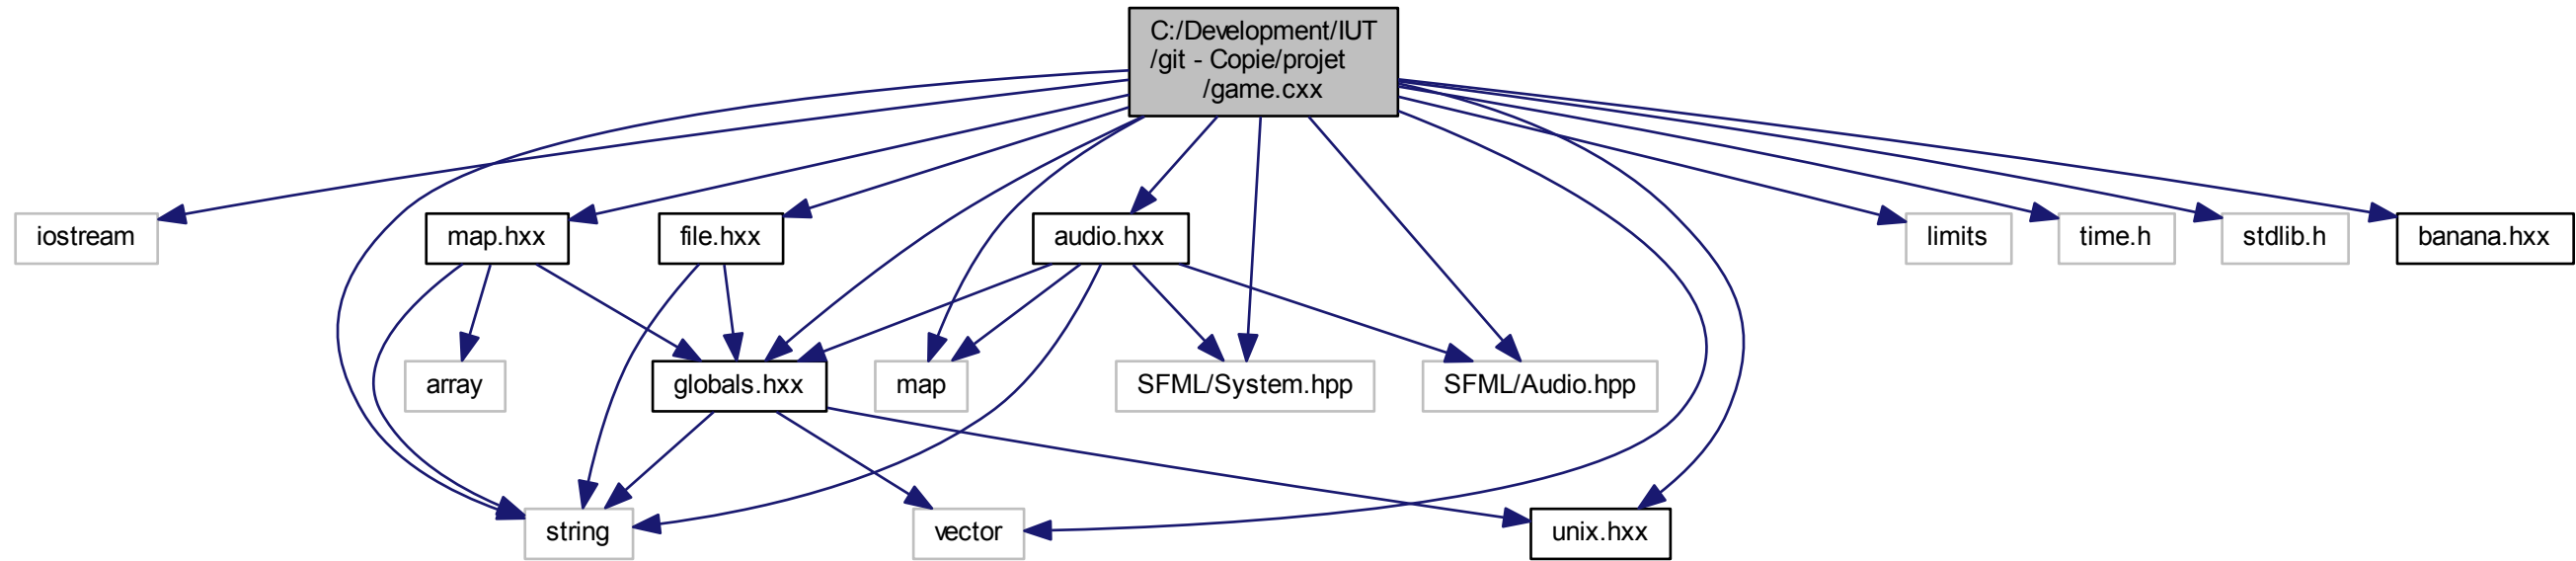 C:/Development/IUT
/git - Copie/projet
/game.cxx
iostream
map.hxx
file.hxx
audio.hxx
limits
time.h
stdlib.h
banana.hxx
array
globals.hxx
map
SFML/System.hpp
SFML/Audio.hpp
string
vector
unix.hxx